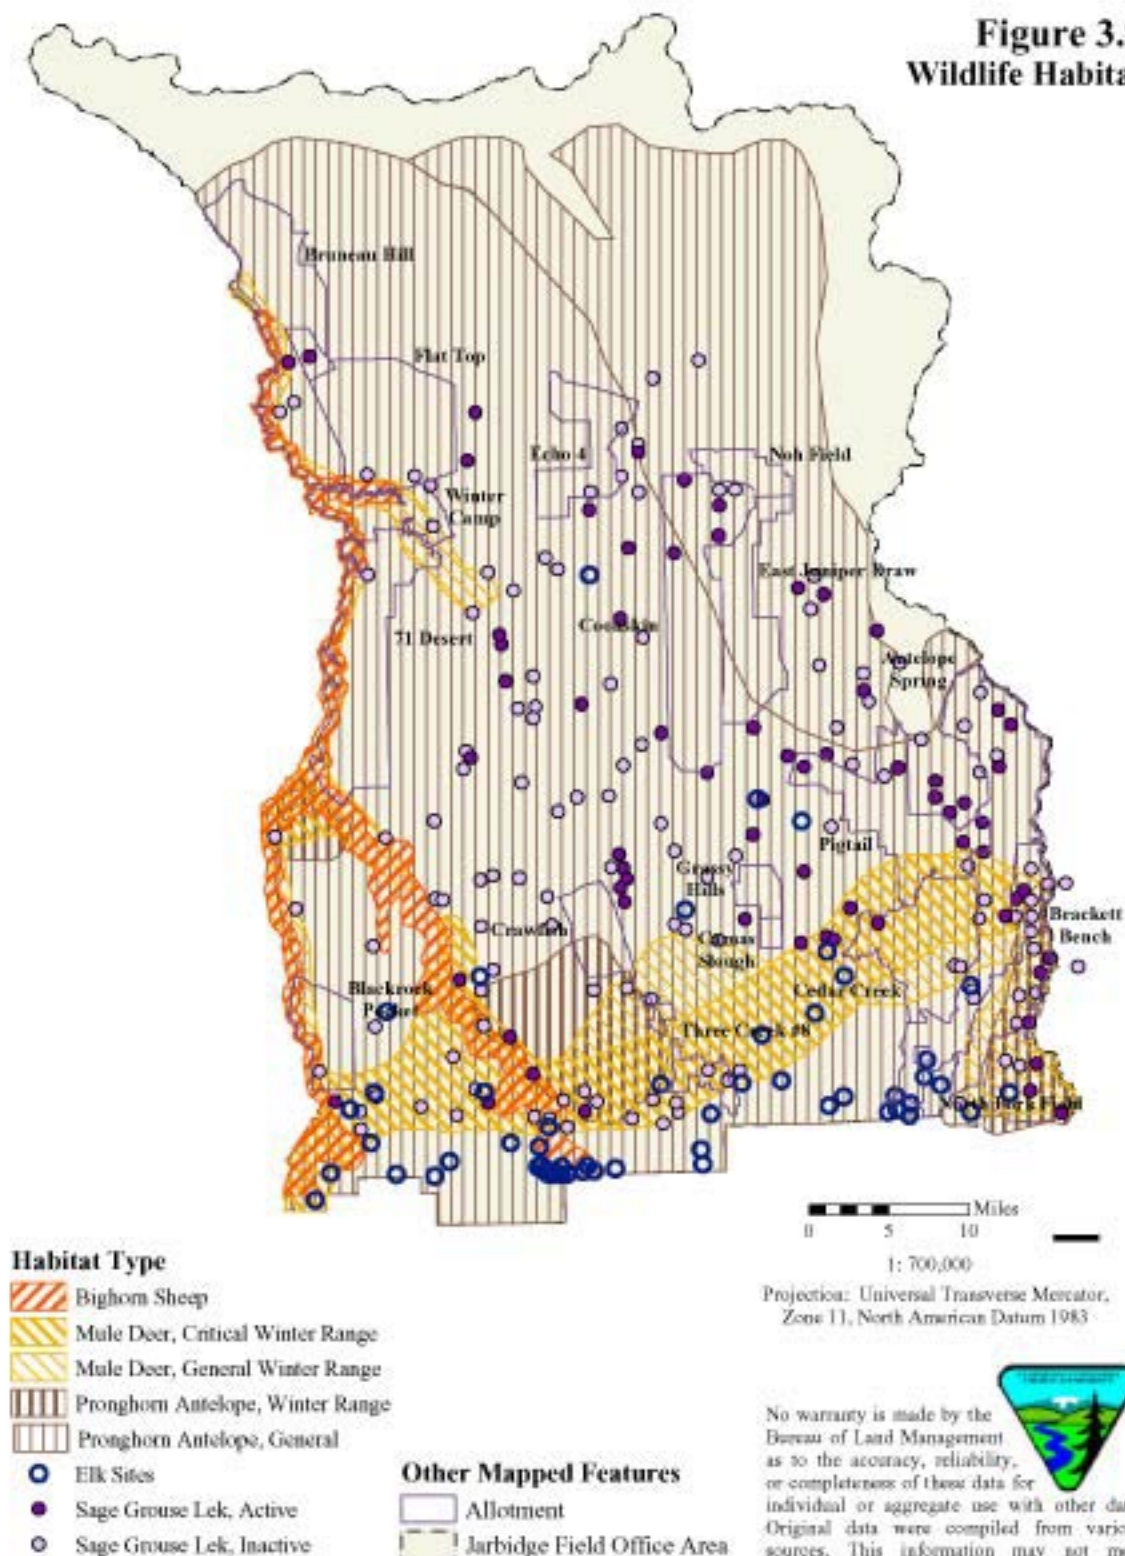 Figure 3.
Wildlife Habita
Bruneau Hill
Flat Top
Echo 4
Noh Field
Winter
Camp
East Juniper Draw
Coonskin
71 Desert
Antelope
Spring
Pigtail
Grassy
Hills
Brackett
Bench
Crawfish
Camas
Slough
Blackrock
Pocket
Cedar Creek
Three Creek #8
North Fork Field
Miles
0 5 10
1: 700,000
Projection: Universal Transverse Mercator,
Zone 11, North American Datum 1983
Habitat Type
Bighorn Sheep
Mule Deer, Critical Winter Range
Mule Deer, General Winter Range
Pronghorn Antelope, Winter Range
Pronghorn Antelope, General
Elk Sites
Sage Grouse Lek, Active
Sage Grouse Lek, Inactive
Other Mapped Features
Allotment
Jarbidge Field Office Area
No warranty is made by the
Bureau of Land Management
as to the accuracy, reliability,
or completeness of these data for
individual or aggregate use with other da
Original data were compiled from vario
sources. This information may not me